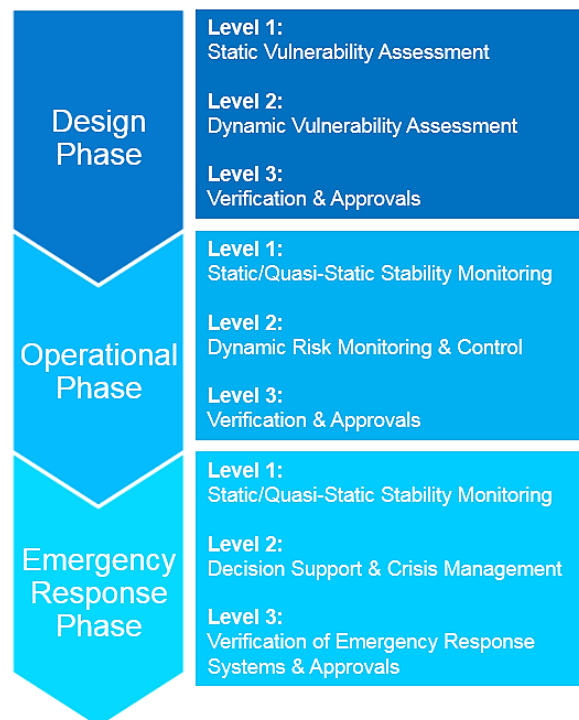 Design
Phase
Level 1:
Static Vulnerability Assessment
Level 2:
Dynamic Vulnerability Assessment
Level 3:
Verification & Approvals
Operational
Phase
Level 1:
Static/Quasi-Static Stability Monitoring
Level 2:
Dynamic Risk Monitoring & Control
Level 3:
Verification & Approvals
Emergency
Response
Phase
Level 1:
Static/Quasi-Static Stability Monitoring
Level 2:
Decision Support & Crisis Management
Level 3:
Verification of Emergency Response
Systems & Approvals